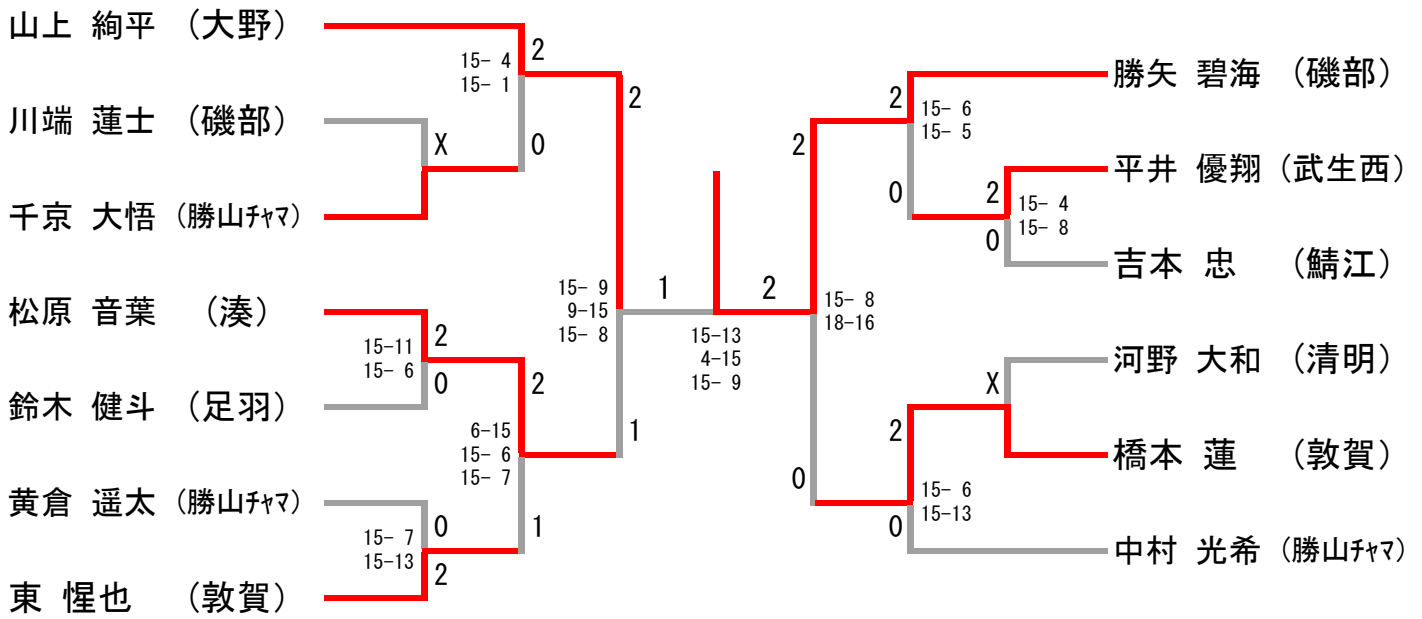 山上 絢平 (大野)
川端 蓮士 (磯部)
千京 大悟 (勝山ﾁｬﾏ)
松原 音葉 (湊)
鈴木 健斗 (足羽)
黄倉 遥太 (勝山ﾁｬﾏ)
東 惺也 (敦賀)
15- 4
15- 1
2
0
X
15-11
15- 6
2
0
6-15
15- 6
15- 7
2
1
15- 7
15-13
0
2
2
15- 9
9-15
15- 8
1
1
2
15-13
4-15
15- 9
2
15- 8
18-16
0
2
15- 6
15- 5
0
2
15- 4
15- 8
0
X
2
15- 6
15-13
0
勝矢 碧海 (磯部)
平井 優翔 (武生西)
吉本 忠 (鯖江)
河野 大和 (清明)
橋本 蓮 (敦賀)
中村 光希 (勝山ﾁｬﾏ)